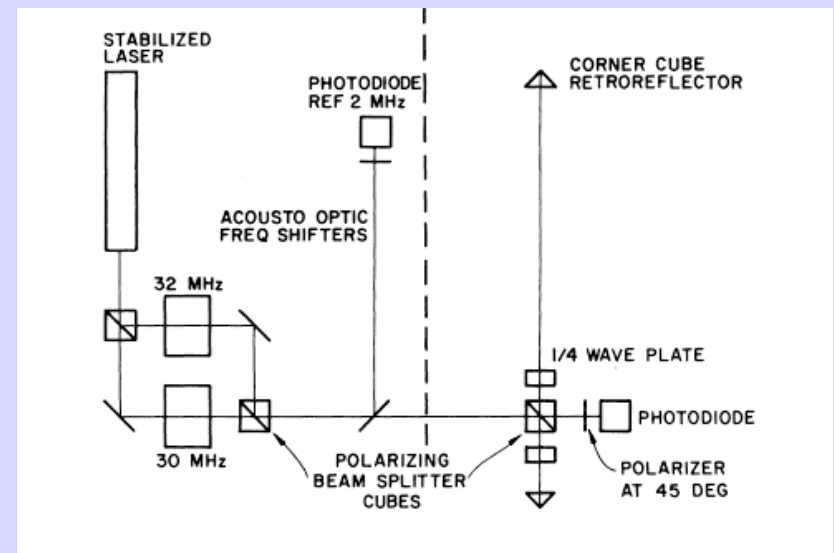 STABILIZED
LASER
PHOTODIODE
REF 2 MHz
CORNER CUBE
RETROREFLECTOR
ACOUSTO OPTIC
FREQ SHIFTERS
32 MHz
1/4 WAVE PLATE
PHOTODIODE
30 MHz
POLARIZING
BEAM SPLITTER
CUBES
POLARIZER
AT 45 DEG